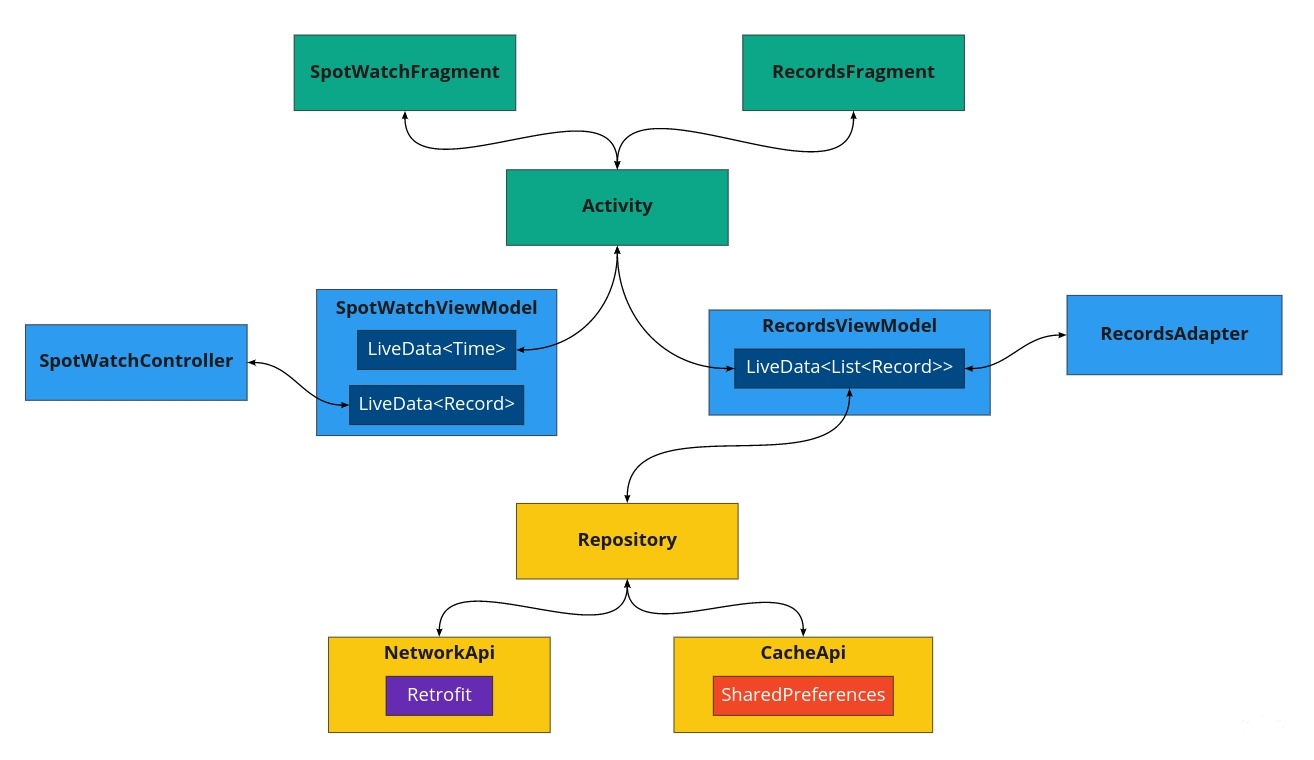 SpotWatchFragment
RecordsFragment
Activity
SpotWatchController
SpotWatchViewModel
LiveData<Time>
LiveData<Record>
RecordsViewModel
LiveData<List<Record>>
RecordsAdapter
Repository
NetworkApi
Retrofit
CacheApi
SharedPreferences